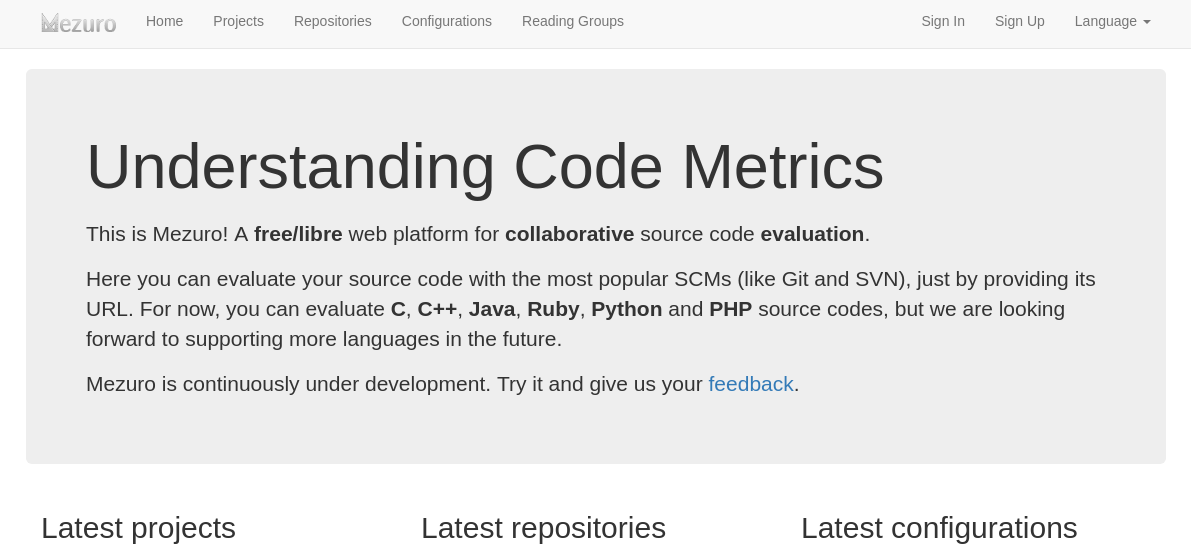 Mezuro Home Projects Repositories Configurations Reading Groups Sign In Sign Up Language
Understanding Code Metrics
This is Mezuro! A free/libre web platform for collaborative source code evaluation.
Here you can evaluate your source code with the most popular SCMs (like Git and SVN), just by providing its
URL. For now, you can evaluate C, C++, Java, Ruby, Python and PHP source codes, but we are looking
forward to supporting more languages in the future.
Mezuro is continuously under development. Try it and give us your feedback.
Latest projects Latest repositories Latest configurations